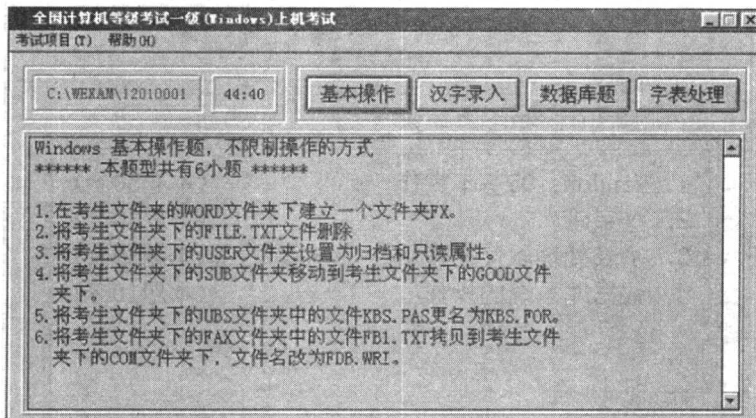 全国计算机等级考试一级(Windows)上机考试
考试项目(T) 帮助(H)
C:\WEXAM\12010001 44:40 基本操作 汉字录入 数据库题 字表处理
Windows 基本操作题，不限制操作的方式
****** 本题型共有6小题 ******
1.在考生文件夹的WORD文件夹下建立一个文件夹FX。
2.将考生文件夹下的FILE.TXT文件删除
3.将考生文件夹下的USER文件夹设置为归档和只读属性。
4.将考生文件夹下的SUB文件夹移动到考生文件夹下的GOOD文件
夹下。
5.将考生文件夹下的UBS文件夹中的文件KBS.PAS更名为KBS.FOR。
6.将考生文件夹下的FAX文件夹中的文件FB1.TXT拷贝到考生文件
夹下的COM文件夹下，文件名改为FDB.WRI。